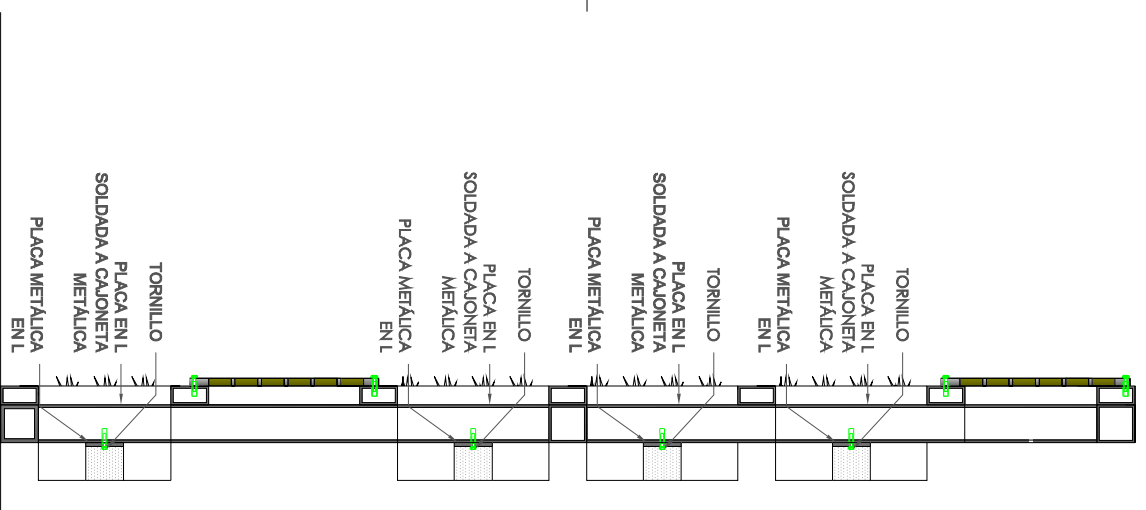 TORNILLO
PLACA EN L
SOLDADA A CAJONETA
METÁLICA
PLACA METÁLICA
EN L
TORNILLO
PLACA EN L
SOLDADA A CAJONETA
METÁLICA
PLACA METÁLICA
EN L
TORNILLO
PLACA EN L
SOLDADA A CAJONETA
METÁLICA
PLACA METÁLICA
EN L
TORNILLO
PLACA EN L
SOLDADA A CAJONETA
METÁLICA
PLACA METÁLICA
EN L